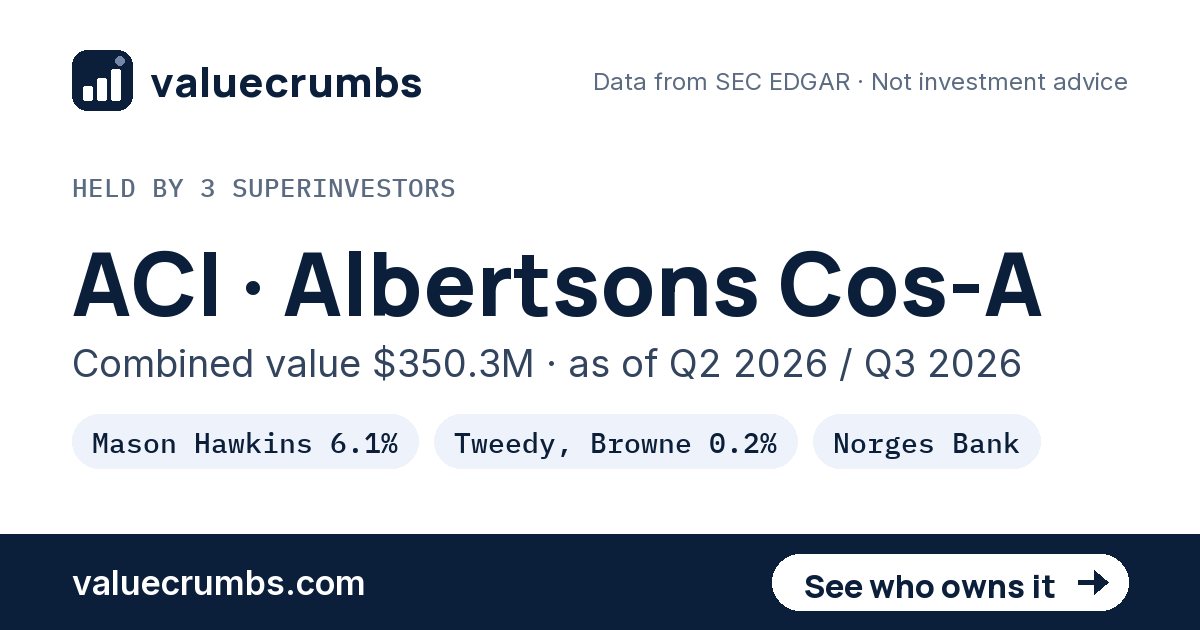 valuecrumbs
Data from SEC EDGAR · Not investment advice
HELD BY 3 SUPERINVESTORS
ACI · Albertsons Cos-A
Combined value $350.3M · as of Q2 2026 / Q3 2026
Mason Hawkins 6.1%
Tweedy, Browne 0.2%
Norges Bank
valuecrumbs.com
See who owns it →